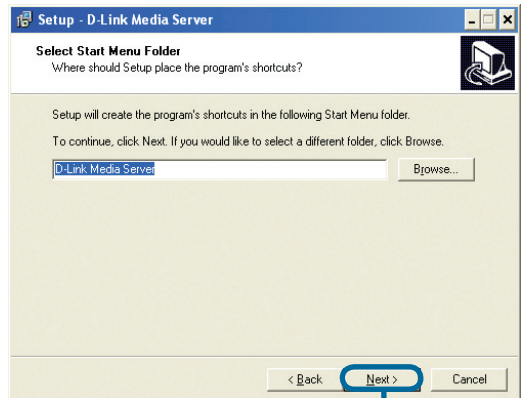 Setup - D-Link Media Server
Select Start Menu Folder
Where should Setup place the program's shortcuts?
Setup will create the program's shortcuts in the following Start Menu folder.
To continue, click Next. If you would like to select a different folder, click Browse.
D-Link Media Server
Browse...
< Back
Next >
Cancel